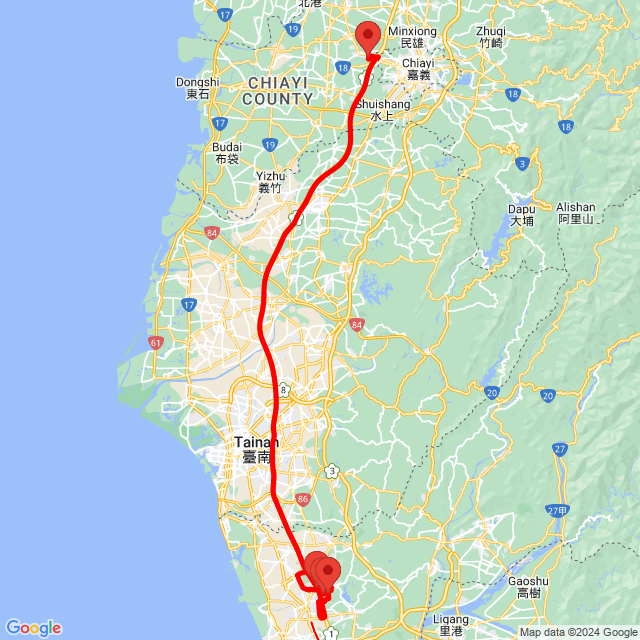 北港
Minxiong
民雄
Zhuqi
竹崎
Dongshi
東石
CHIAYI
COUNTY
18
Chiayi
嘉義
18
Shuishang
水上
17
18
19
Budai
布袋
3
Yizhu
義竹
Dapu
大埔
Alishan
阿里山
84
17
84
61
8
20
20
Tainan
臺南
27
3
86
27甲
Gaoshu
高樹
Ligang
里港
1
Google
Map data ©2024 Google